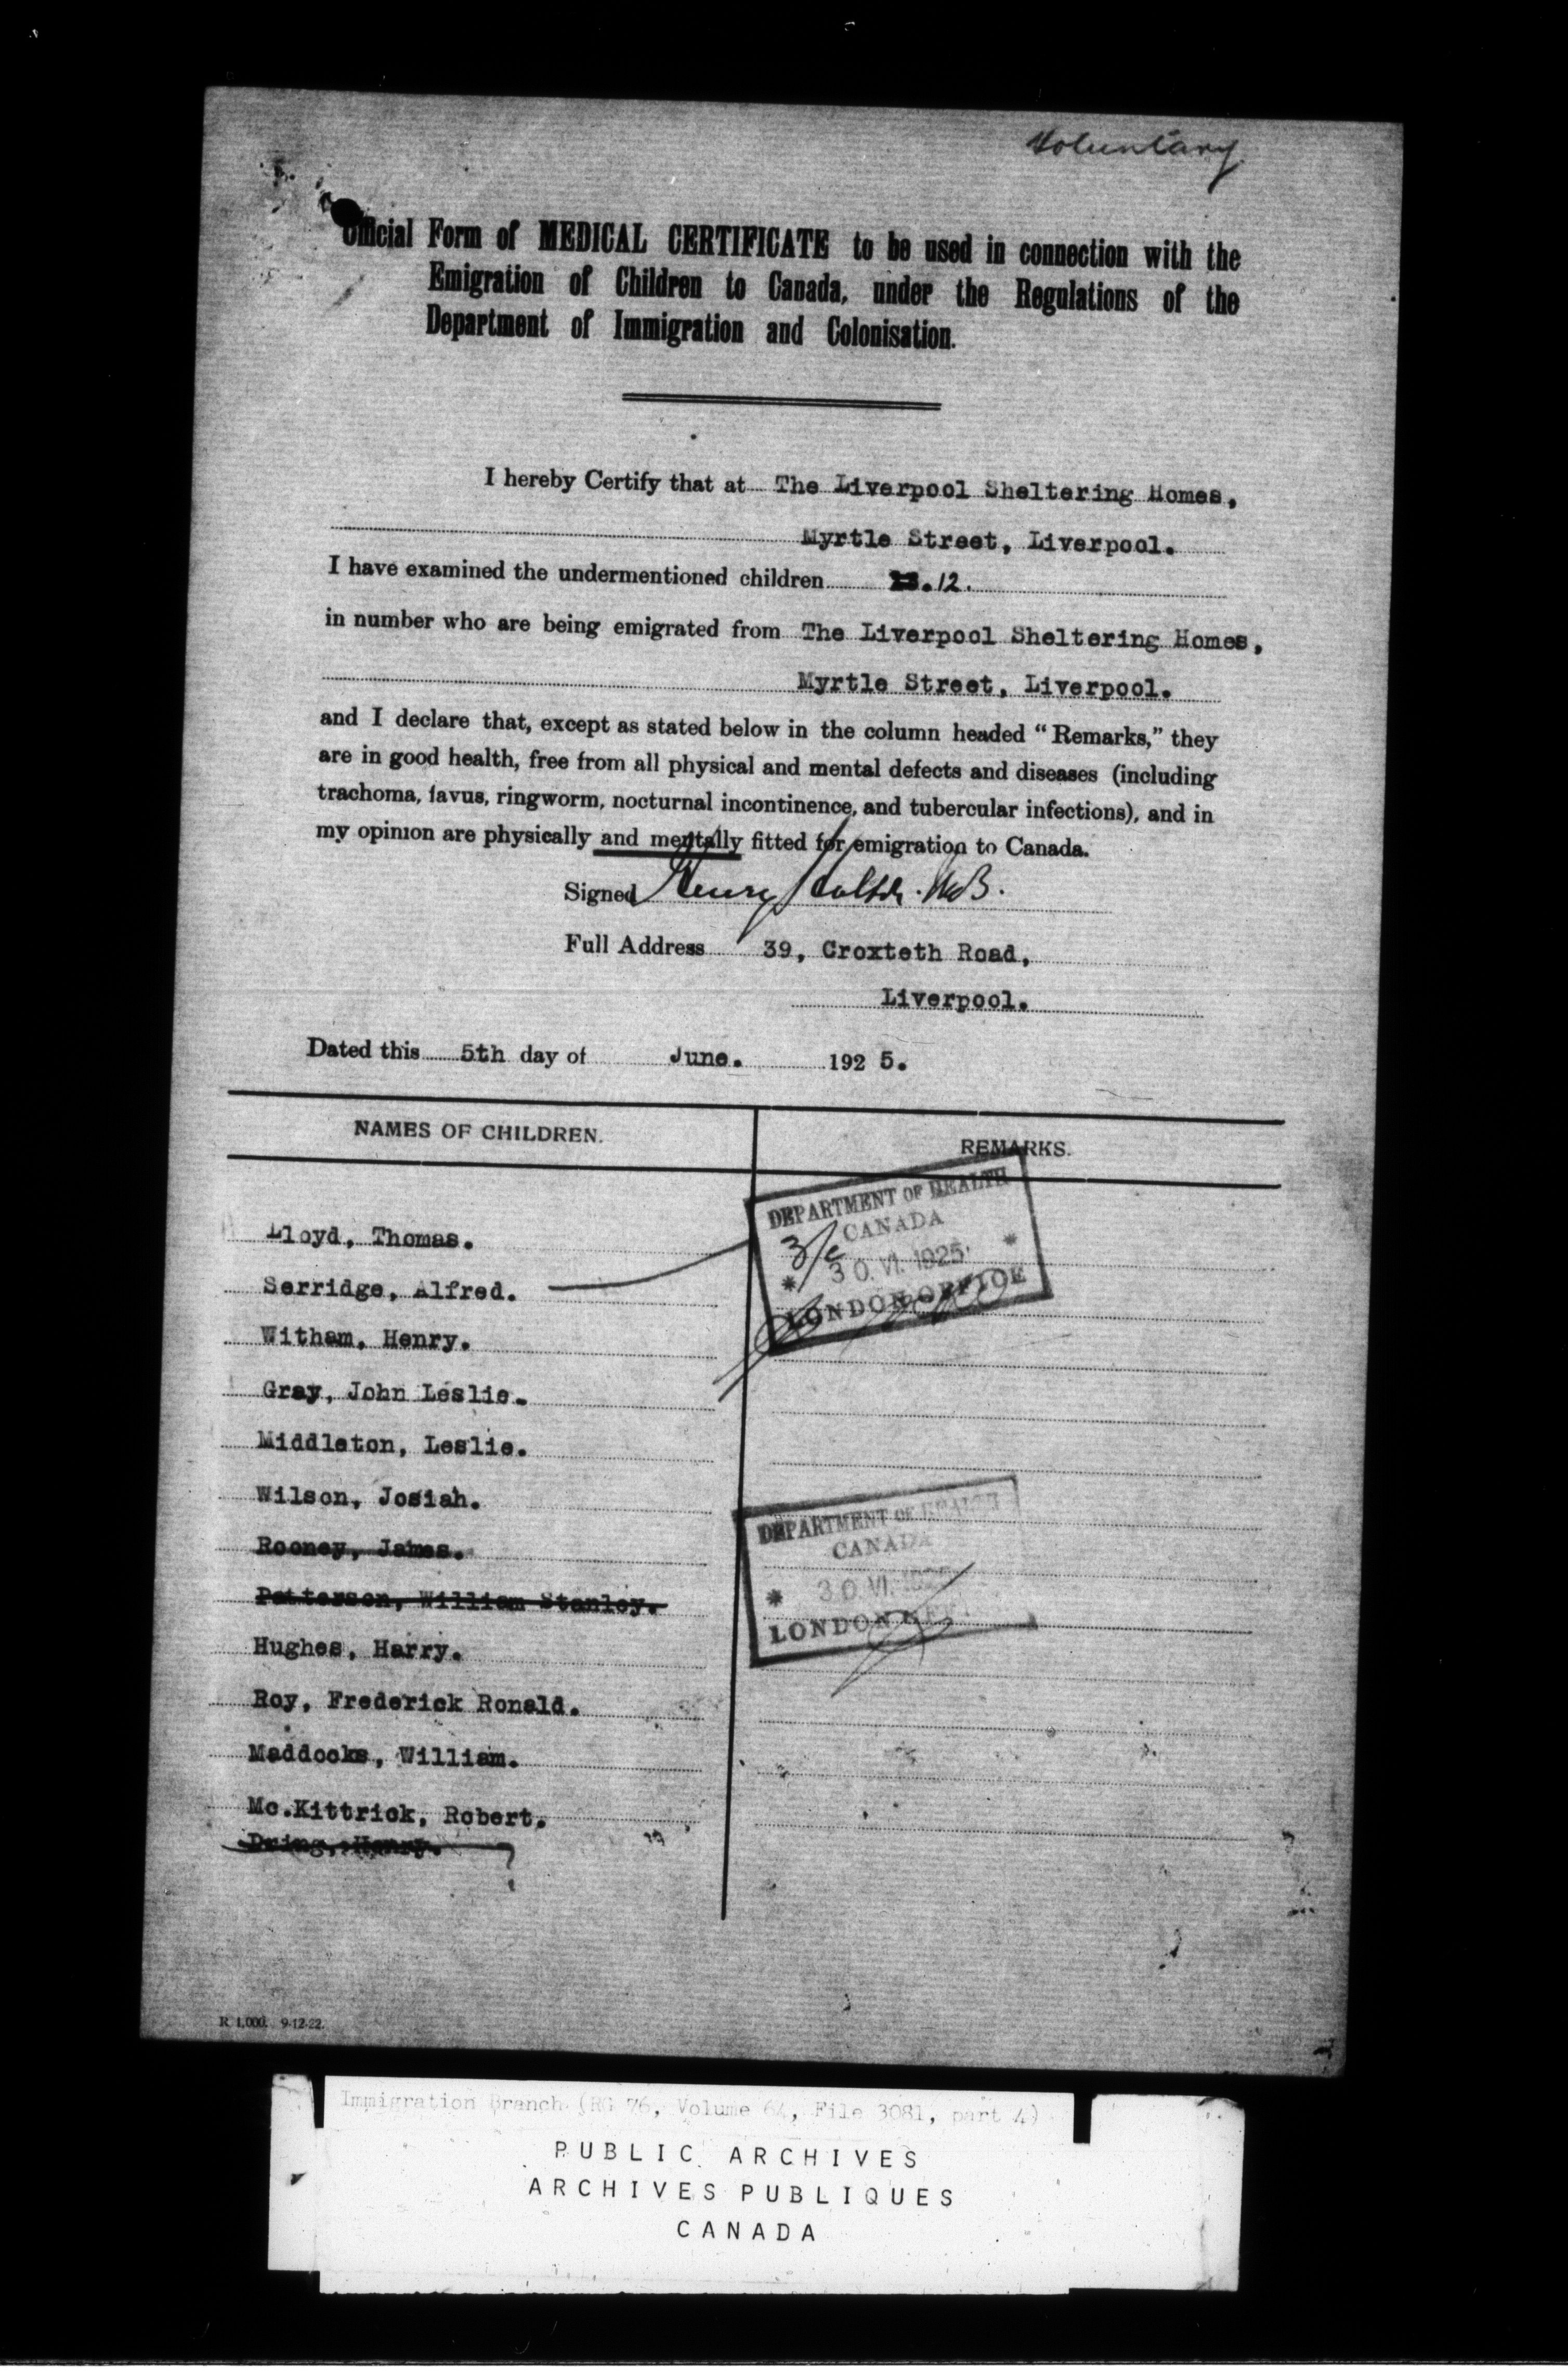 Voluntary
Official Form of MEDICAL CERTIFICATE to be used in connection with the
Emigration of Children to Canada, under the Regulations of the
Department of Immigration and Colonisation.
I hereby Certify that at The Liverpool Sheltering Homes,
Myrtle Street, Liverpool.
I have examined the undermentioned children 13.12.
in number who are being emigrated from The Liverpool Sheltering Homes,
Myrtle Street, Liverpool.
and I declare that, except as stated below in the column headed “Remarks,” they
are in good health, free from all physical and mental defects and diseases (including
trachoma, favus, ringworm, nocturnal incontinence, and tubercular infections), and in
my opinion are physically and mentally fitted for emigration to Canada.
Signed Henry
Full Address 39, Croxteth Road,
Liverpool.
Dated this 5th day of June. 192 5.
NAMES OF CHILDREN.
REMARKS.
DEPARTMENT OF HEALTH
CANADA
30. VI. 1925
LONDON OFFICE
Lloyd, Thomas.
Serridge, Alfred.
Witham, Henry.
Gray, John Leslie.
Middleton, Leslie.
Wilson, Josiah.
Rooney, James.
Patterson, William Stanley.
Hughes, Harry.
Roy, Frederick Ronald.
Maddocks, William.
Mc.Kittrick, Robert.
Dring, Henry.
DEPARTMENT OF HEALTH
CANADA
30. VI. 1925
LONDON OFFICE
R. 1,000. 9-12-22.
Immigration Branch (RG 76, Volume 64, File 3081, part 4)
PUBLIC ARCHIVES
ARCHIVES PUBLIQUES
CANADA